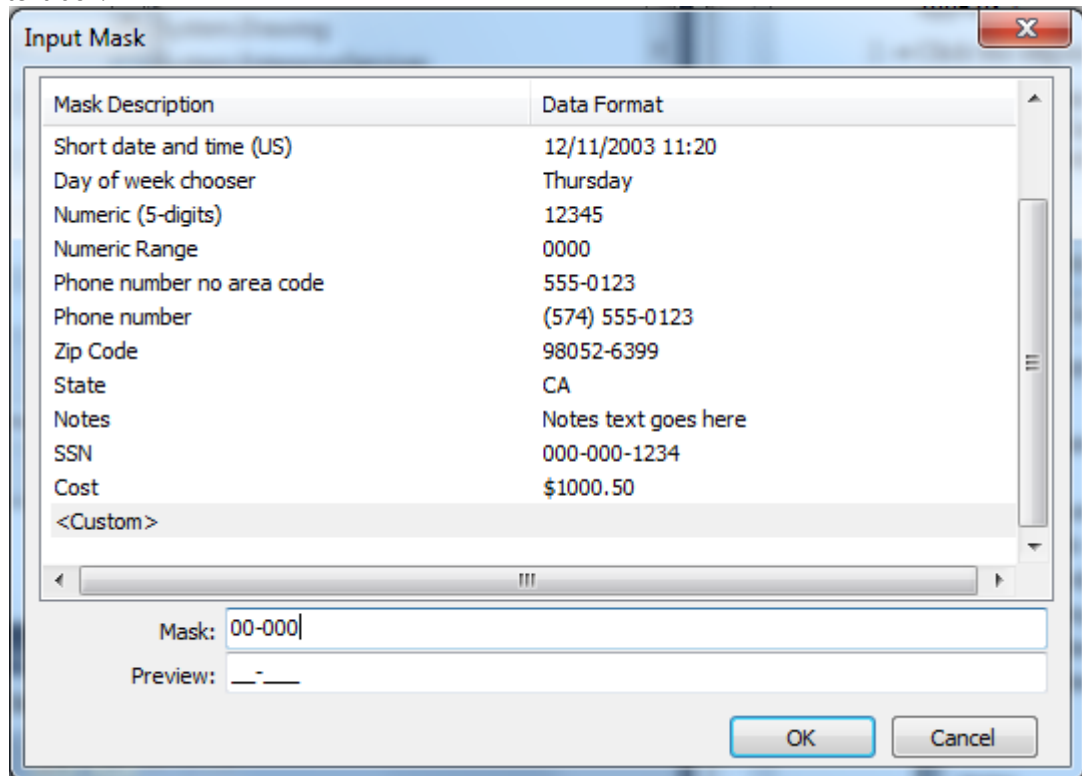 Input Mask
Mask Description Data Format
Short date and time (US) 12/11/2003 11:20
Day of week chooser Thursday
Numeric (5-digits) 12345
Numeric Range 0000
Phone number no area code 555-0123
Phone number (574) 555-0123
Zip Code 98052-6399
State CA
Notes Notes text goes here
SSN 000-000-1234
Cost $1000.50
<Custom>
Mask: 00-000
Preview: __-___
OK Cancel